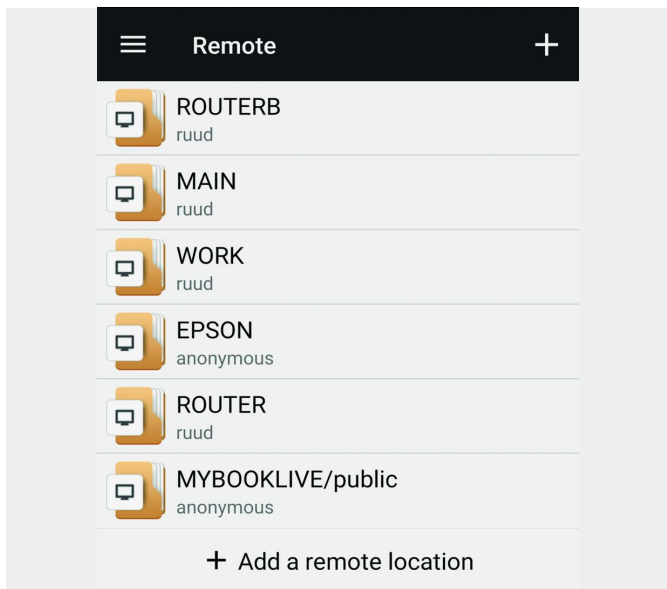 Remote
ROUTERB
ruud
MAIN
ruud
WORK
ruud
EPSON
anonymous
ROUTER
ruud
MYBOOKLIVE/public
anonymous
+ Add a remote location